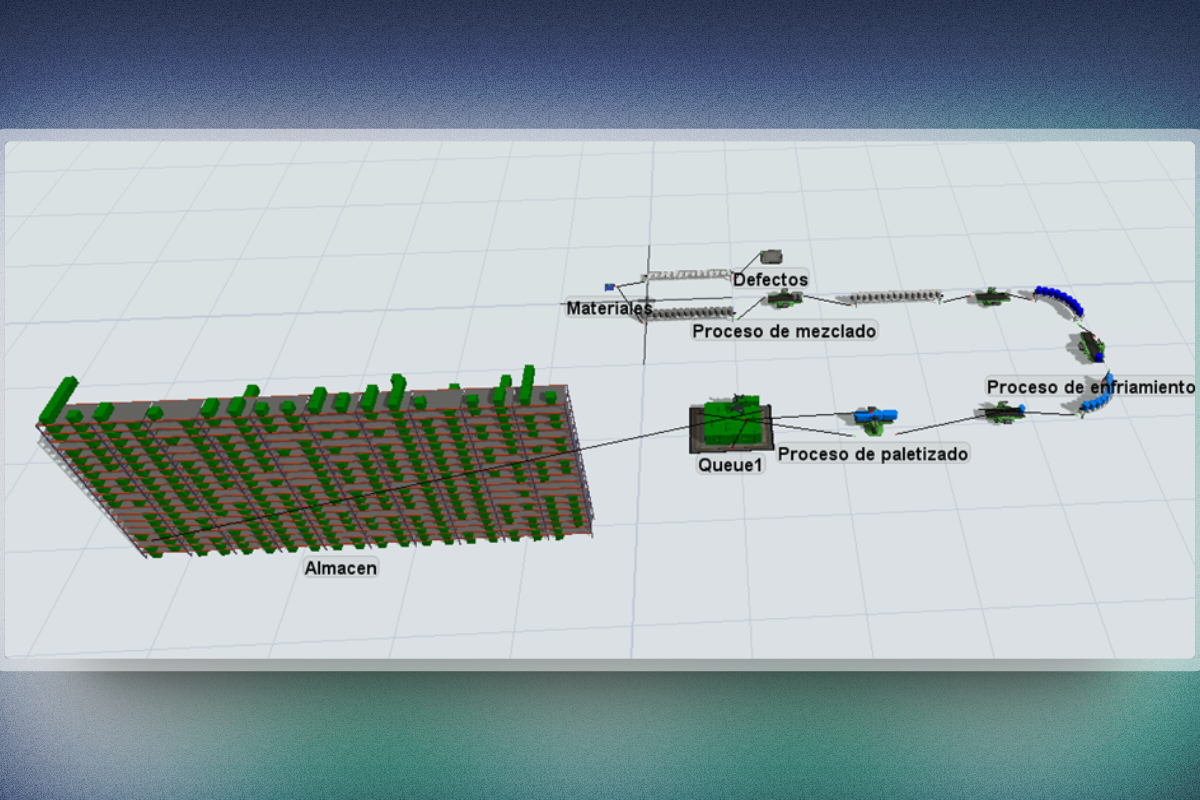 Defectos
Materiales
Proceso de mezclado
Proceso de enfriamiento
Proceso de paletizado
Queue1
Almacen